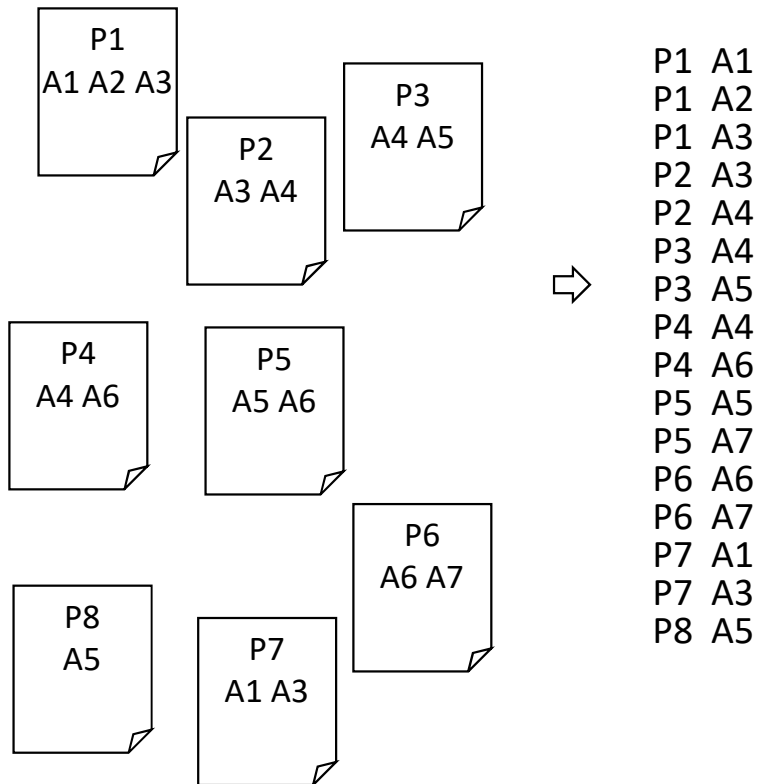 P1
A1 A2 A3
P2
A3 A4
P3
A4 A5
P4
A4 A6
P5
A5 A6
P6
A6 A7
P8
A5
P7
A1 A3
P1 A1
P1 A2
P1 A3
P2 A3
P2 A4
P3 A4
P3 A5
P4 A4
P4 A6
P5 A5
P5 A7
P6 A6
P6 A7
P7 A1
P7 A3
P8 A5